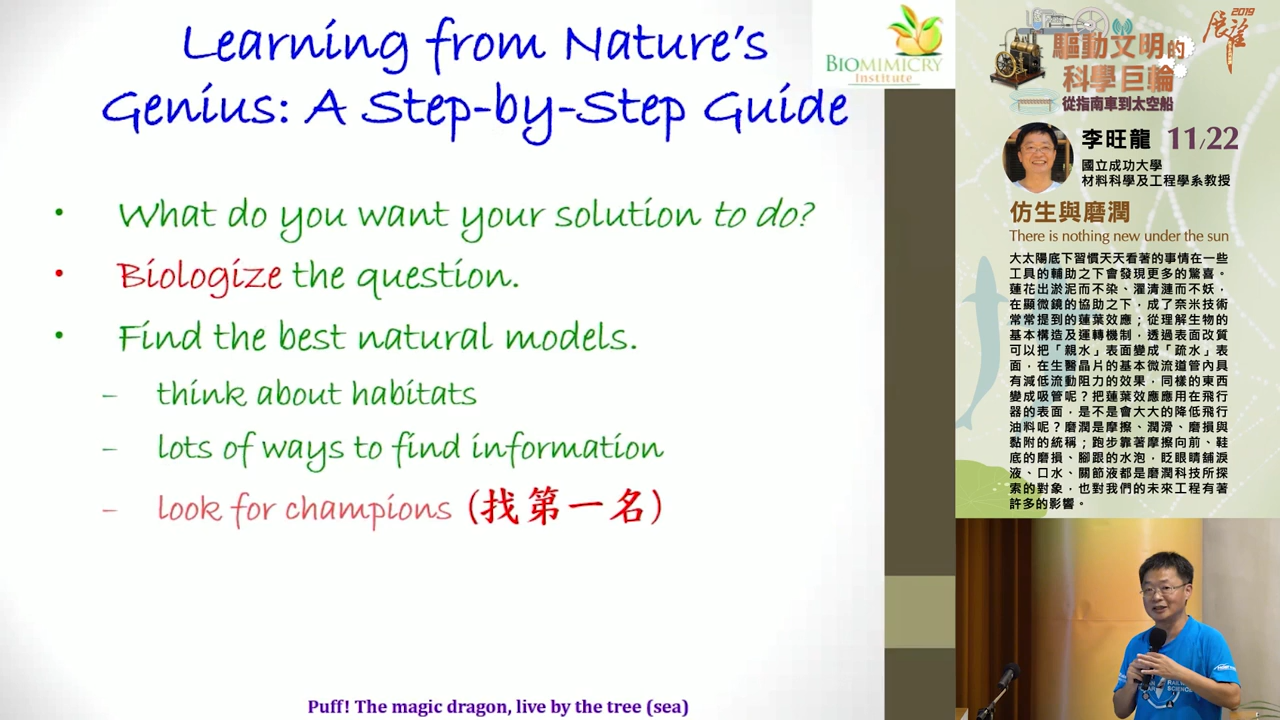 Learning from Nature's
Genius: A Step-by-Step Guide
BIOMIMICRY
Institute
• What do you want your solution to do?
• Biologize the question.
• Find the best natural models.
– think about habitats
– lots of ways to find information
– look for champions (找第一名)
Puff! The magic dragon, live by the tree (sea)
2019
展望
驅動文明的
科學巨輪
從指南車到太空船
李旺龍 11/22
國立成功大學
材料科學及工程學系教授
仿生與磨潤
There is nothing new under the sun
大太陽底下習慣天天看著的事情在一些
工具的輔助之下會發現更多的驚喜。
蓮花出淤泥而不染、濯清漣而不妖，
在顯微鏡的協助之下，成了奈米技術
常常提到的蓮葉效應；從理解生物的
基本構造及運轉機制，透過表面改質
可以把「親水」表面變成「疏水」表
面，在生醫晶片的基本微流道管內具
有減低流動阻力的效果，同樣的東西
變成吸管呢？把蓮葉效應應用在飛行
器的表面，是不是會大大的降低飛行
油料呢？磨潤是摩擦、潤滑、磨損與
黏附的統稱；跑步靠著摩擦向前、鞋
底的磨損、腳跟的水泡，眨眼睛舖淚
液、口水、關節液都是磨潤科技所探
索的對象，也對我們的未來工程有著
許多的影響。